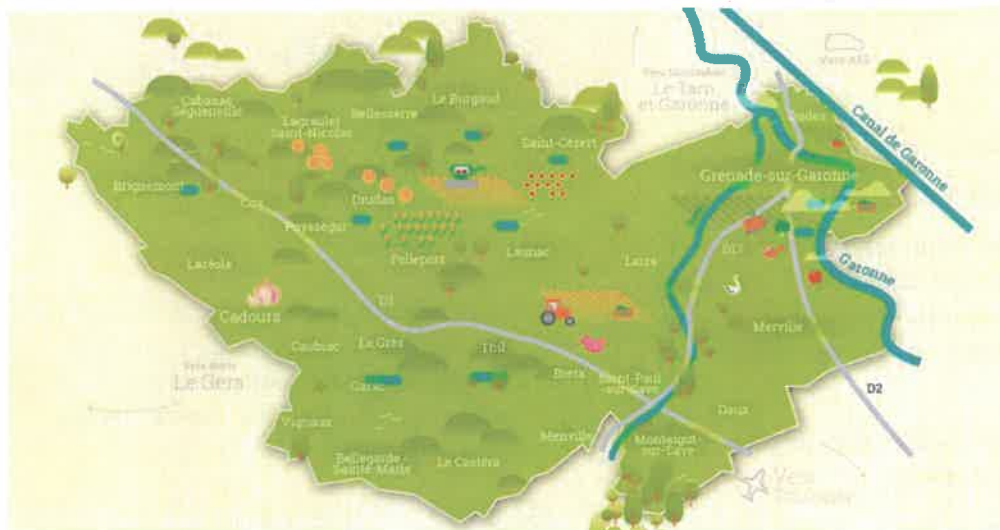 Le Burgaud
Cabanac
Séguenville
Bellesserre
Lagraulet
Saint-Nicolas
Vers Montauban
Le Tarn
et Garonne
Vers A62
Ondes
Canal de Garonne
Saint-Cézert
Grenade-sur-Garonne
Brignemont
Cox
Drudas
Puysségur
Pelleport
Launac
Larra
Laréole
Garonne
Cadours
D1
Merville
Caubiac
Le Grès
Thil
Le Gers
Garac
Bretx
Saint-Paul
-sur-Save
D2
Daux
Vignaux
Menville
Montaigut-
sur-Save
Bellegarde-
Sainte-Marie
Le Castéra
Vers
Toulouse